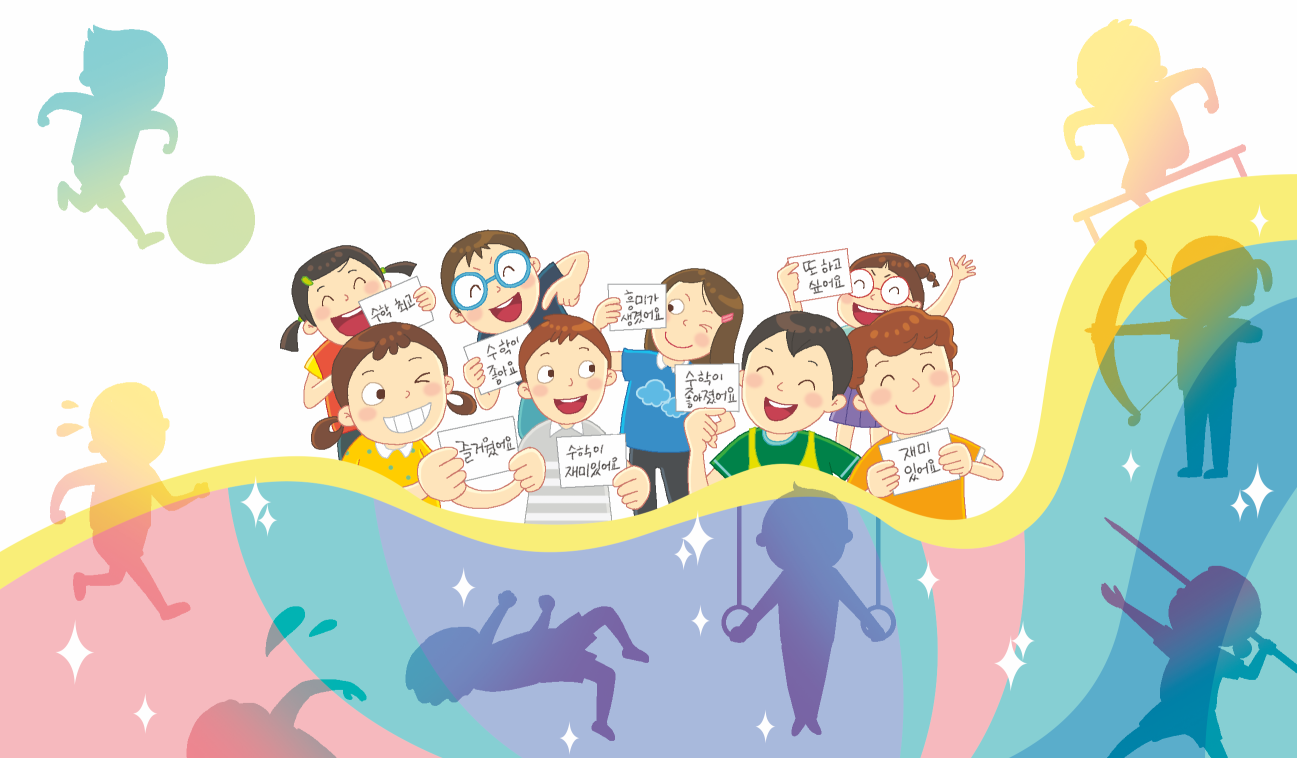 수학 최고
수학이
좋아요
흥미가
생겼어요
또 하고
싶어요
수학이
좋아졌어요
즐거웠어요
수학이
재미있어요
재미
있어요